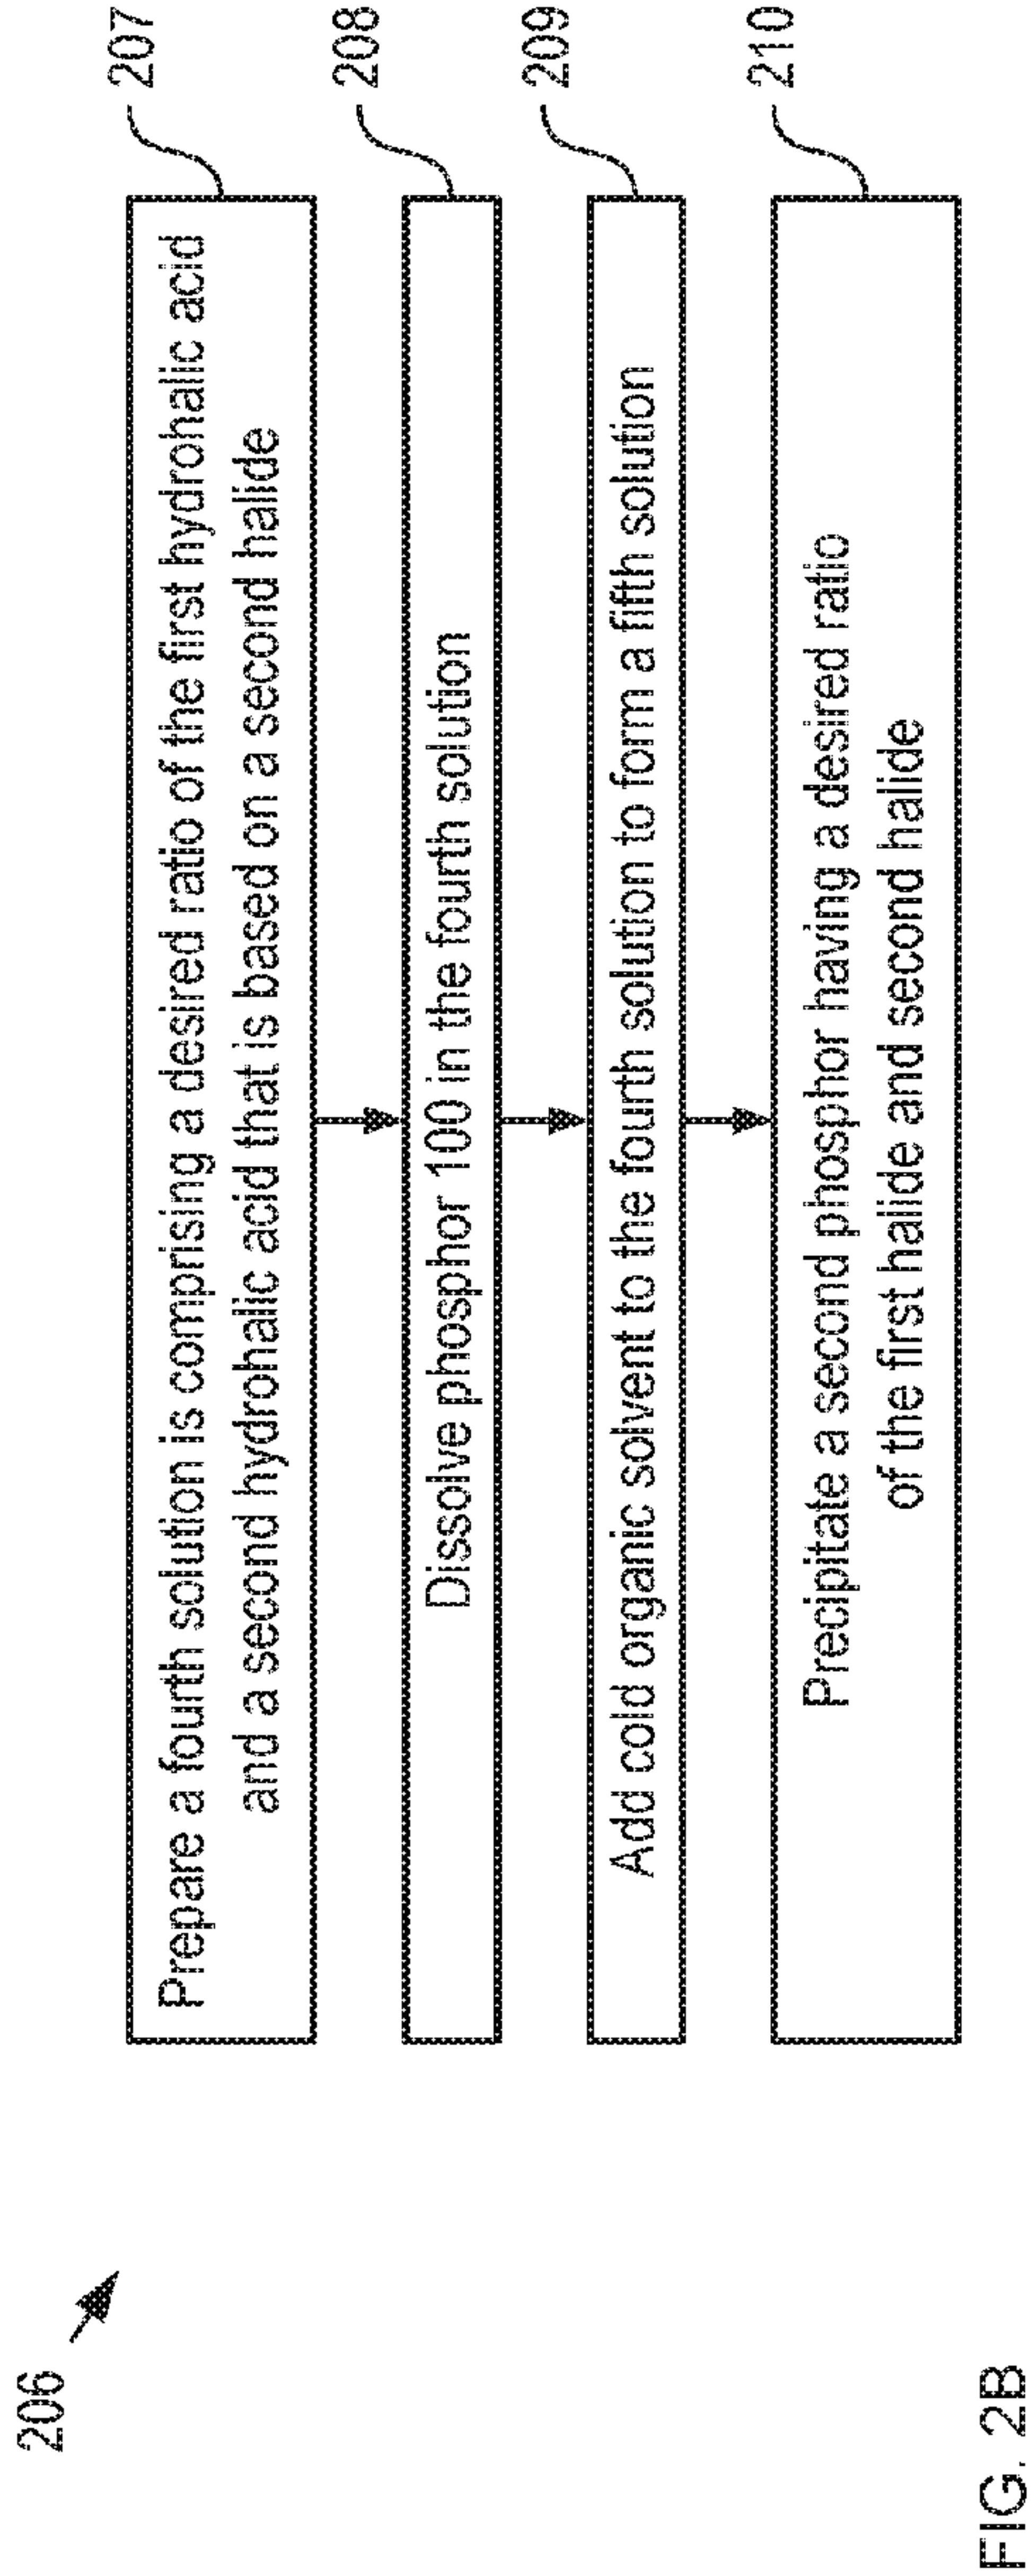 206
Prepare a fourth solution is comprising a desired ratio of the first hydrohalic acid
and a second hydrohalic acid that is based on a second halide
207
Dissolve phosphor 100 in the fourth solution
208
Add cold organic solvent to the fourth solution to form a fifth solution
209
Precipitate a second phosphor having a desired ratio
of the first halide and second halide
210
FIG. 2B